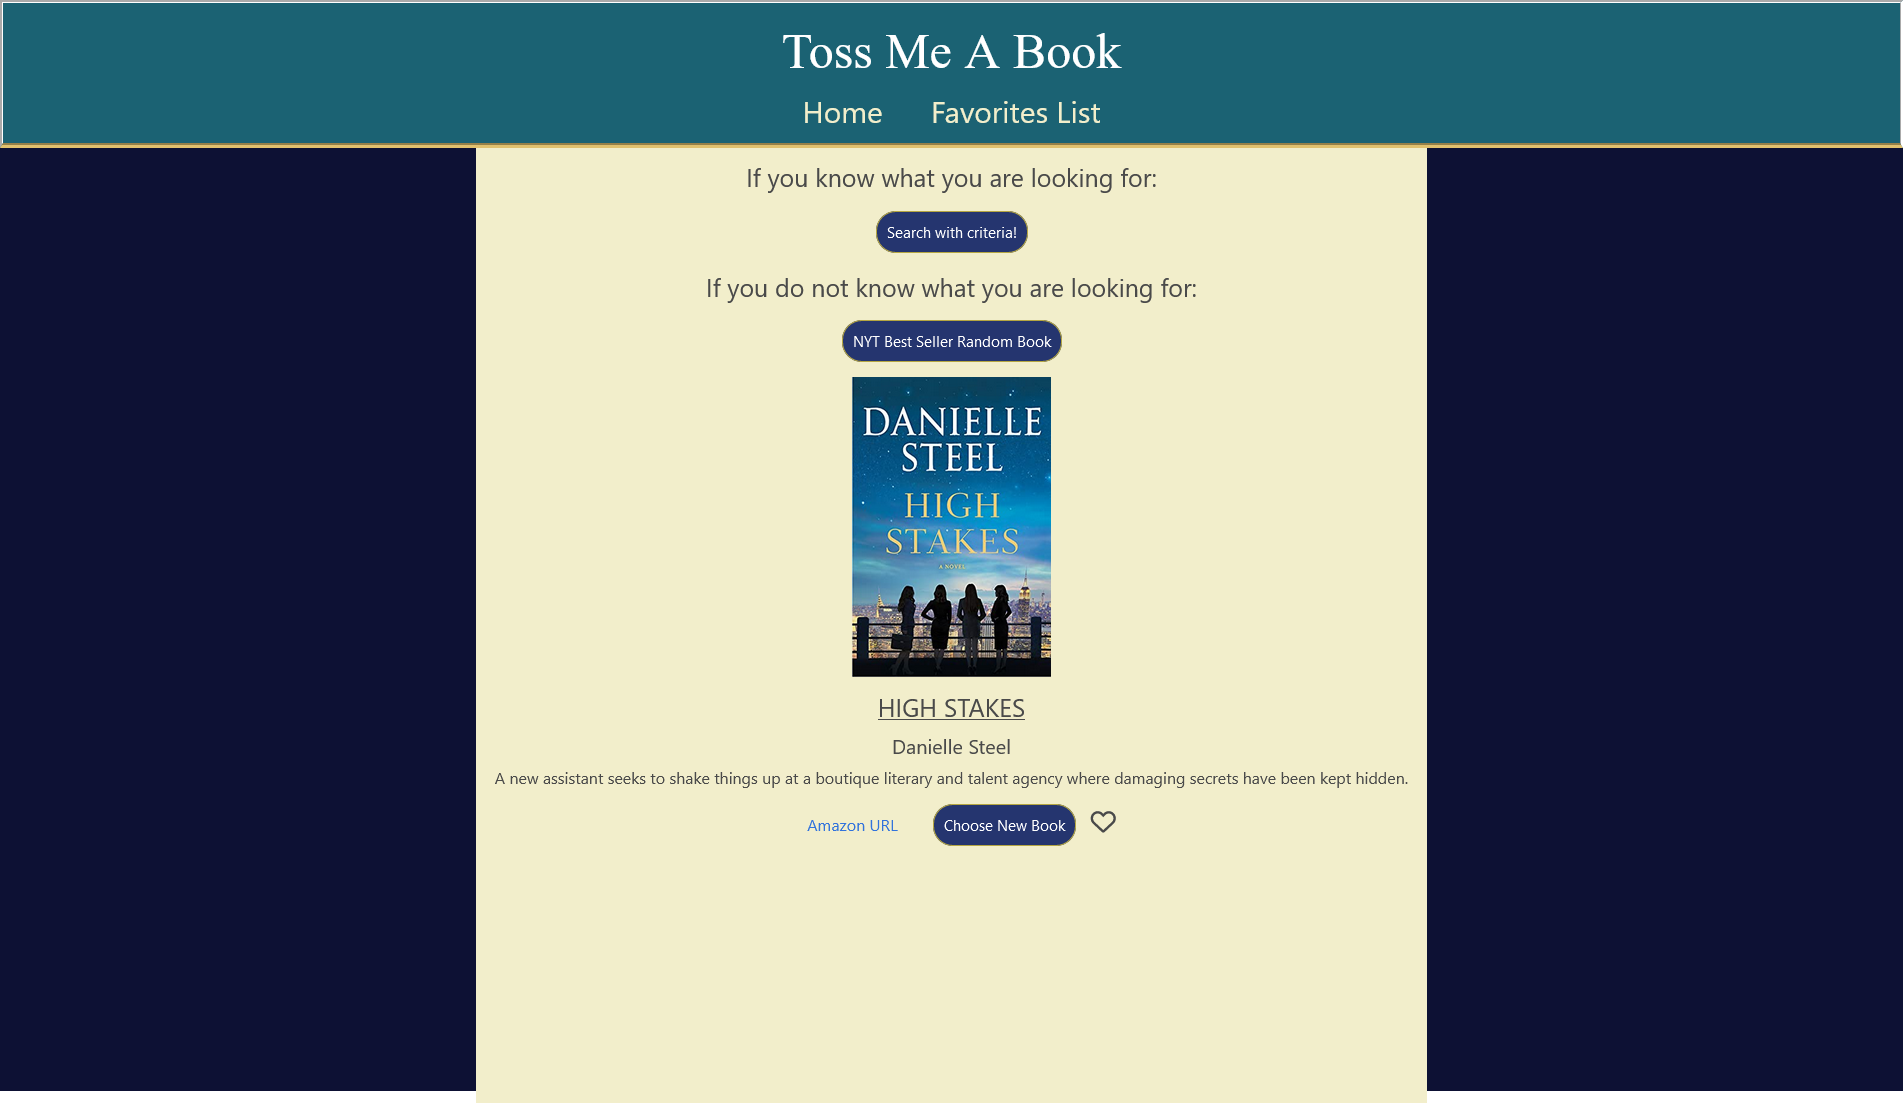 Toss Me A Book
Home Favorites List
If you know what you are looking for:
Search with criteria!
If you do not know what you are looking for:
NYT Best Seller Random Book
DANIELLE
STEEL
HIGH
STAKES
A NOVEL
HIGH STAKES
Danielle Steel
A new assistant seeks to shake things up at a boutique literary and talent agency where damaging secrets have been kept hidden.
Amazon URL Choose New Book